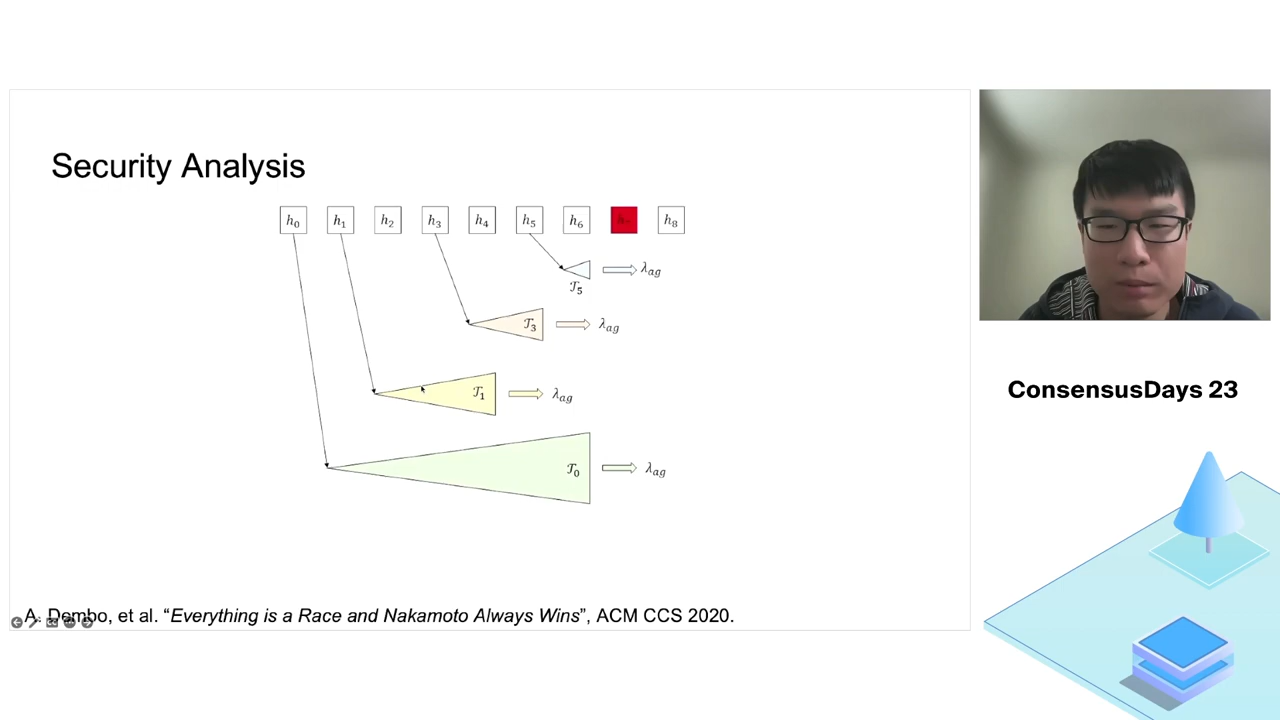 Security Analysis
h0 h1 h2 h3 h4 h5 h6 h8
λag
𝒯5
𝒯3 λag
𝒯1 λag
𝒯0 λag
A. Dembo, et al. “Everything is a Race and Nakamoto Always Wins”, ACM CCS 2020.
ConsensusDays 23